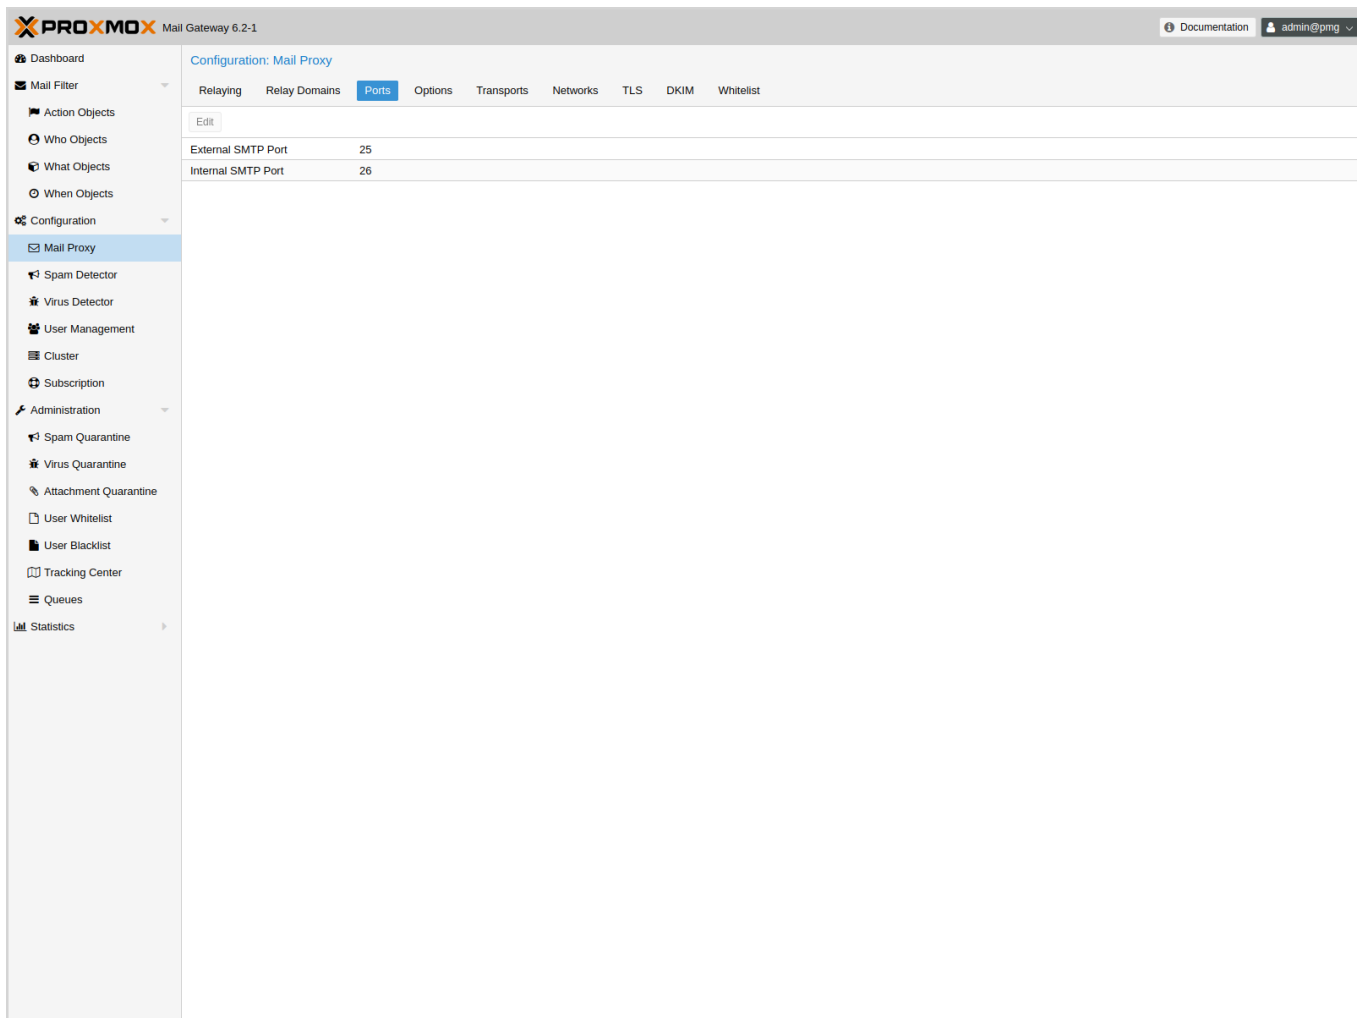 PROXMOX Mail Gateway 6.2-1
Documentation
admin@pmg
Dashboard
Mail Filter
Action Objects
Who Objects
What Objects
When Objects
Configuration
Mail Proxy
Spam Detector
Virus Detector
User Management
Cluster
Subscription
Administration
Spam Quarantine
Virus Quarantine
Attachment Quarantine
User Whitelist
User Blacklist
Tracking Center
Queues
Statistics
Configuration: Mail Proxy
Relaying Relay Domains Ports Options Transports Networks TLS DKIM Whitelist
Edit
External SMTP Port 25
Internal SMTP Port 26